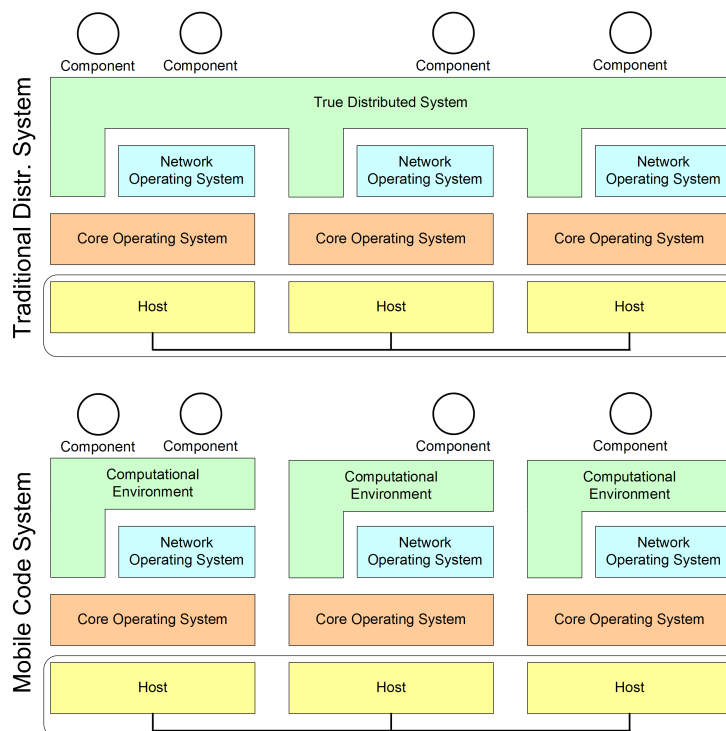 Traditional Distr. System
Component Component Component Component
True Distributed System
Network Network Network
Operating System Operating System Operating System
Core Operating System Core Operating System Core Operating System
Host Host Host
Mobile Code System
Component Component Component Component
Computational Computational Computational
Environment Environment Environment
Network Network Network
Operating System Operating System Operating System
Core Operating System Core Operating System Core Operating System
Host Host Host